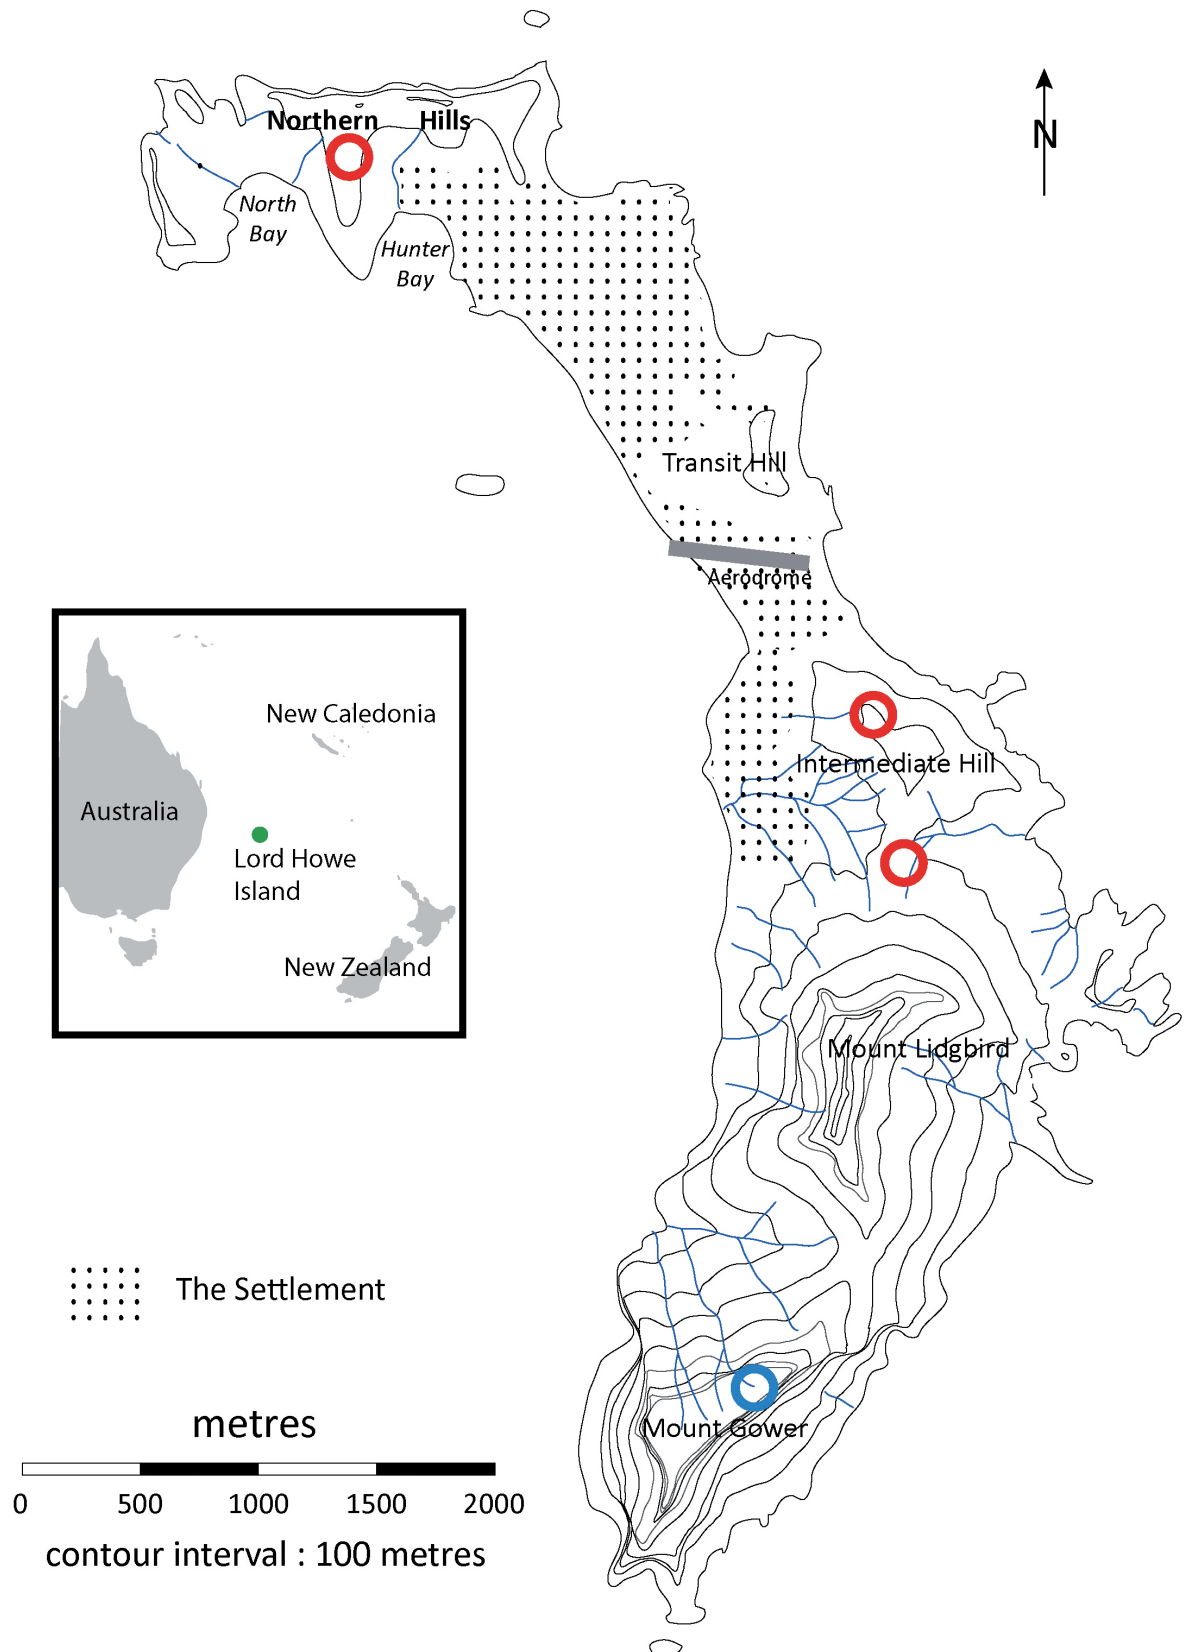 N
Northern Hills
North
Bay
Hunter
Bay
Transit Hill
Aerodrome
Intermediate Hill
Mount Lidgbird
Mount Gower
New Caledonia
Australia
Lord Howe
Island
New Zealand
The Settlement
metres
0 500 1000 1500 2000
contour interval : 100 metres